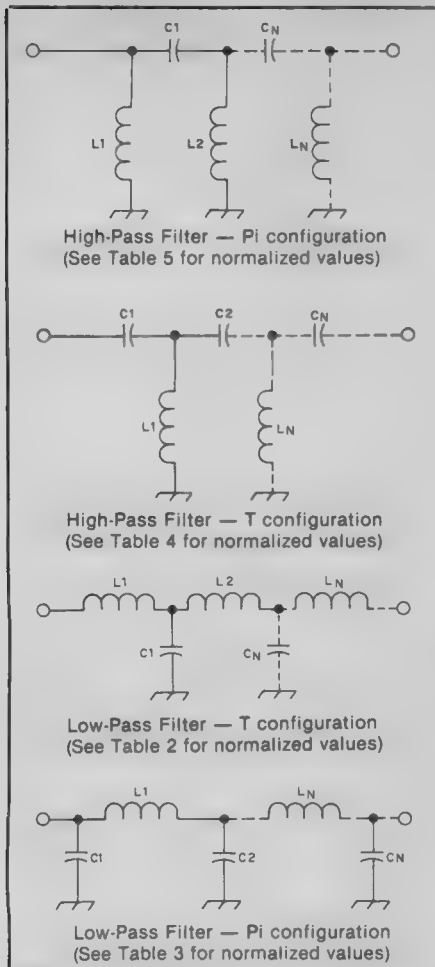 C1
CN
L1
L2
LN
High-Pass Filter — Pi configuration
(See Table 5 for normalized values)
C1
C2
CN
L1
LN
High-Pass Filter — T configuration
(See Table 4 for normalized values)
L1
L2
LN
C1
CN
Low-Pass Filter — T configuration
(See Table 2 for normalized values)
L1
LN
C1
C2
CN
Low-Pass Filter — Pi configuration
(See Table 3 for normalized values)